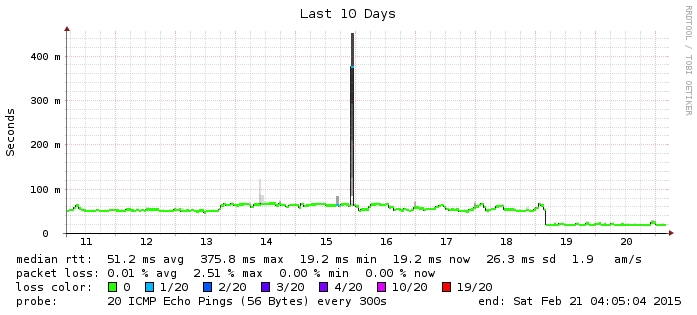 Last 10 Days
RRDTOOL / TOBI OETIKER
Seconds
400 m
300 m
200 m
100 m
0
11 12 13 14 15 16 17 18 19 20
median rtt: 51.2 ms avg 375.8 ms max 19.2 ms min 19.2 ms now 26.3 ms sd 1.9 am/s
packet loss: 0.01 % avg 2.51 % max 0.00 % min 0.00 % now
loss color: 0 1/20 2/20 3/20 4/20 10/20 19/20
probe: 20 ICMP Echo Pings (56 Bytes) every 300s end: Sat Feb 21 04:05:04 2015